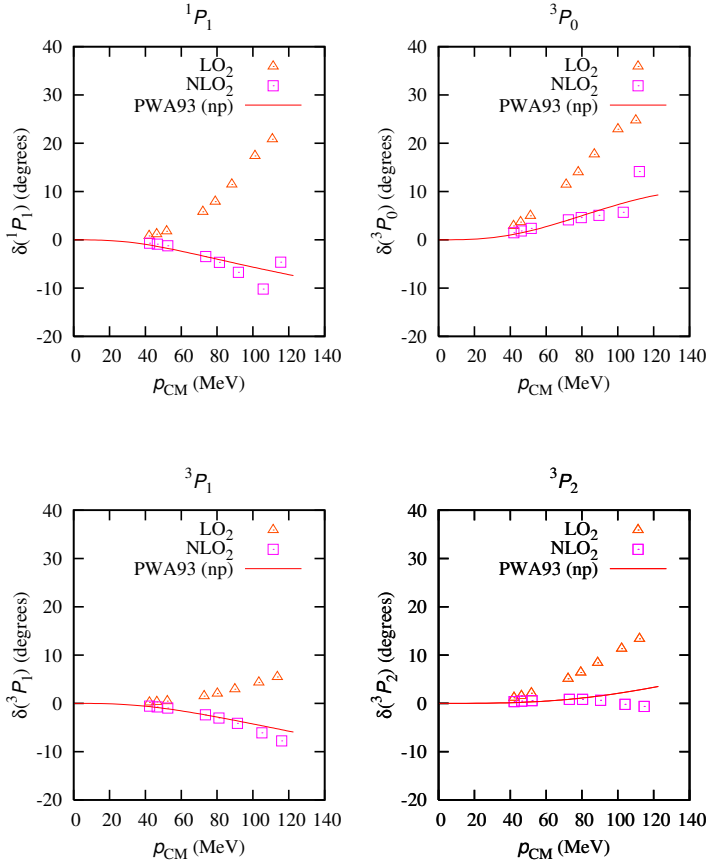 ¹P₁
40
30
20
10
0
-10
-20
0 20 40 60 80 100 120 140
δ(¹P₁) (degrees)
p_CM (MeV)
LO₂
NLO₂
PWA93 (np)
³P₀
40
30
20
10
0
-10
-20
0 20 40 60 80 100 120 140
δ(³P₀) (degrees)
p_CM (MeV)
LO₂
NLO₂
PWA93 (np)
³P₁
40
30
20
10
0
-10
-20
0 20 40 60 80 100 120 140
δ(³P₁) (degrees)
p_CM (MeV)
LO₂
NLO₂
PWA93 (np)
³P₂
40
30
20
10
0
-10
-20
0 20 40 60 80 100 120 140
δ(³P₂) (degrees)
p_CM (MeV)
LO₂
NLO₂
PWA93 (np)